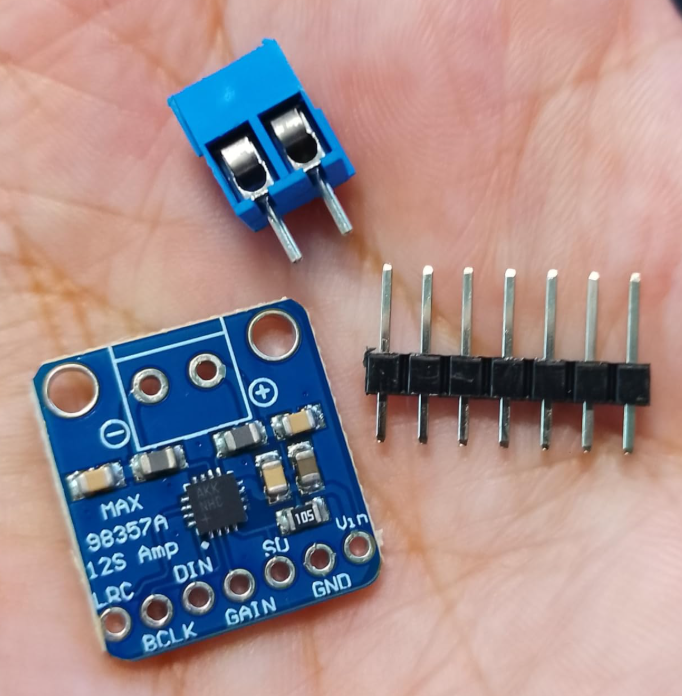 MAX
98357A
I2S Amp
LRC
BCLK
DIN
GAIN
SD
GND
Vin
105
-
+